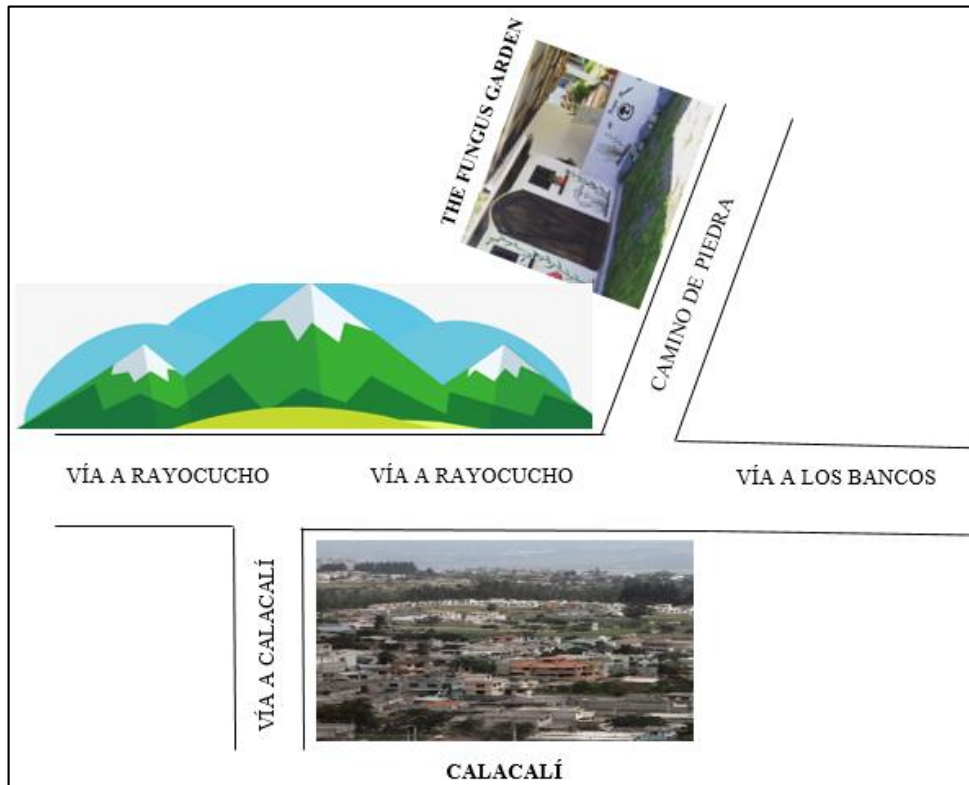 THE FUNGUS GARDEN
CAMINO DE PIEDRA
VÍA A RAYOCUCHO
VÍA A RAYOCUCHO
VÍA A LOS BANCOS
VÍA A CALACALÍ
CALACALÍ